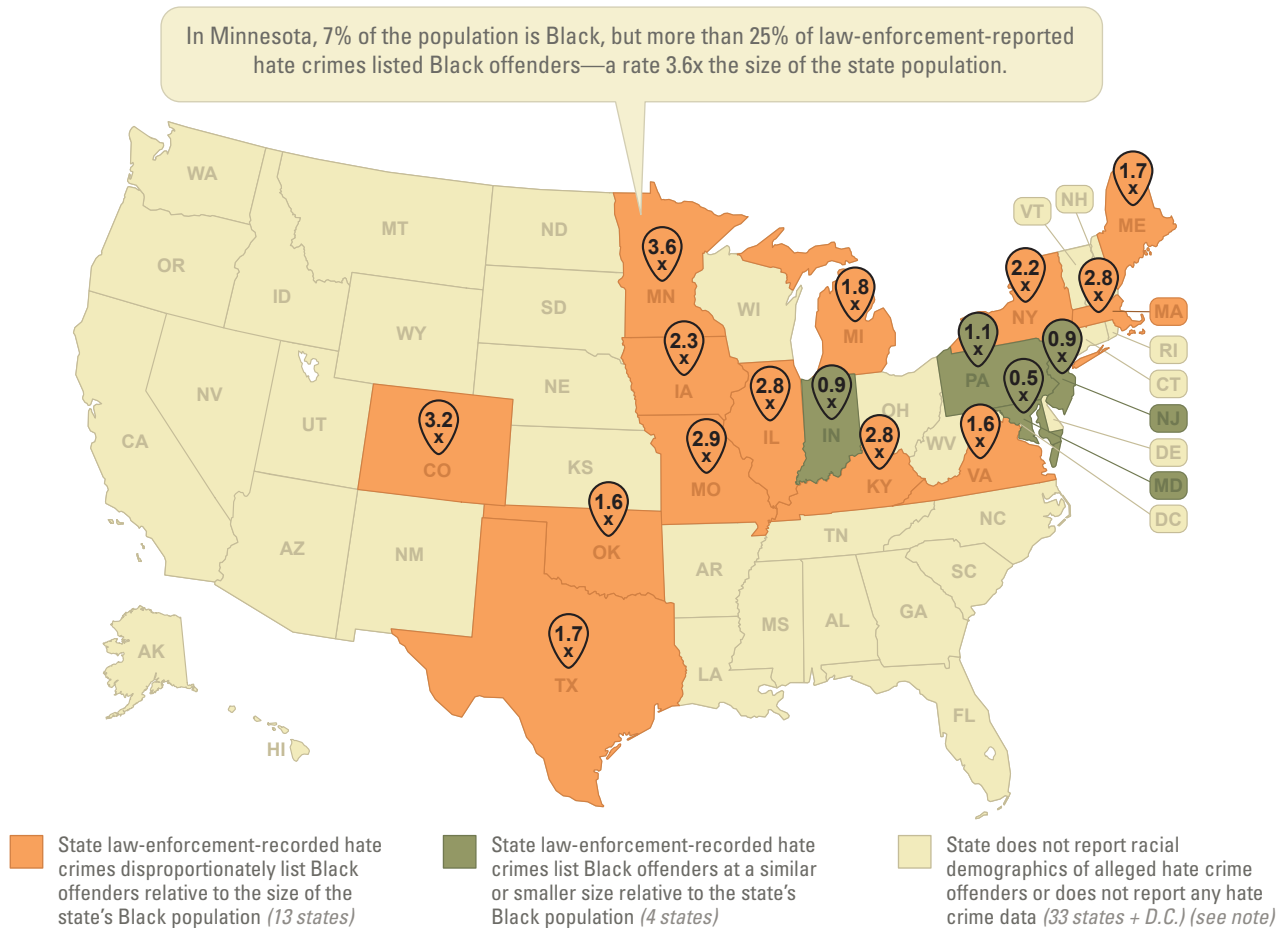 In Minnesota, 7% of the population is Black, but more than 25% of law-enforcement-reported
hate crimes listed Black offenders—a rate 3.6x the size of the state population.
WA
OR
CA
NV
ID
MT
WY
UT
AZ
NM
CO
3.2
x
ND
SD
NE
KS
OK
1.6
x
TX
1.7
x
MN
3.6
x
IA
2.3
x
MO
2.9
x
AR
LA
WI
IL
2.8
x
MI
1.8
x
IN
0.9
x
OH
KY
2.8
x
TN
MS
AL
GA
FL
SC
NC
VA
1.6
x
WV
PA
1.1
x
0.5
x
0.9
x
NY
2.2
x
2.8
x
VT
NH
ME
1.7
x
MA
RI
CT
NJ
DE
MD
DC
AK
HI
State law-enforcement-recorded hate
crimes disproportionately list Black
offenders relative to the size of the
state's Black population (13 states)
State law-enforcement-recorded hate
crimes list Black offenders at a similar
or smaller size relative to the state's
Black population (4 states)
State does not report racial
demographics of alleged hate crime
offenders or does not report any hate
crime data (33 states + D.C.) (see note)